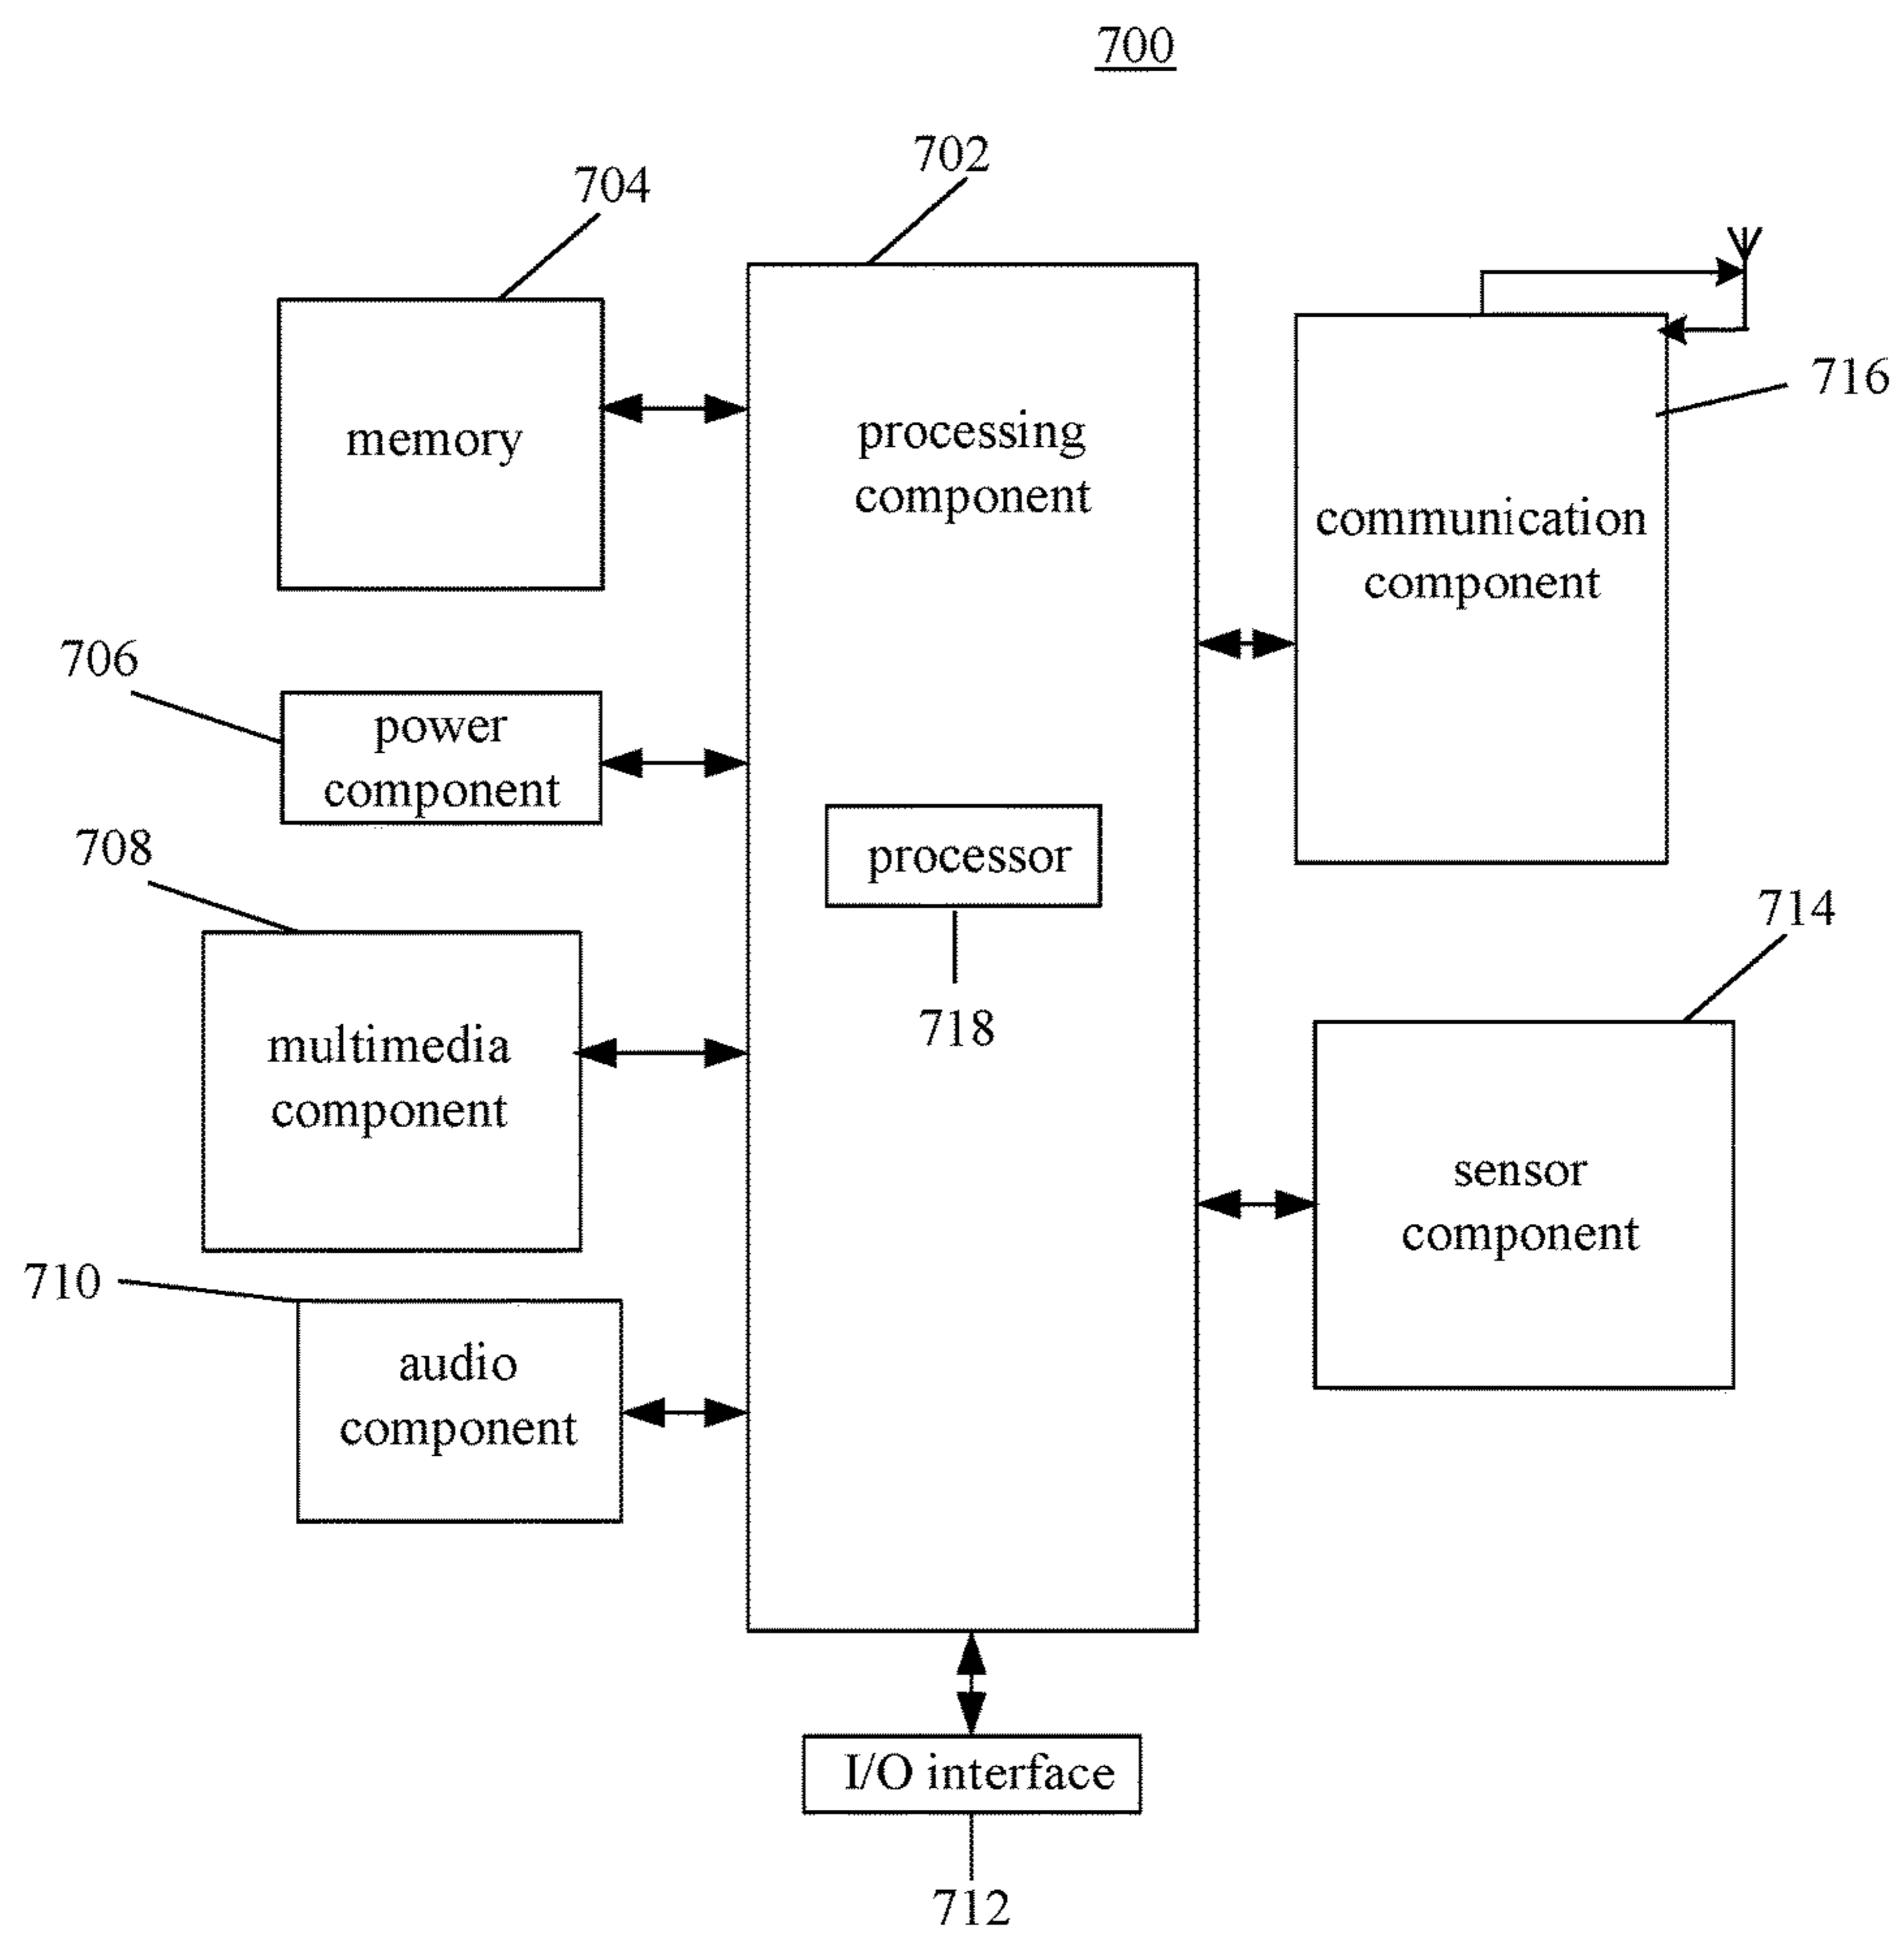 700
702
704
memory
processing
component
716
communication
component
706
power
component
708
processor
718
714
multimedia
component
sensor
component
710
audio
component
I/O interface
712